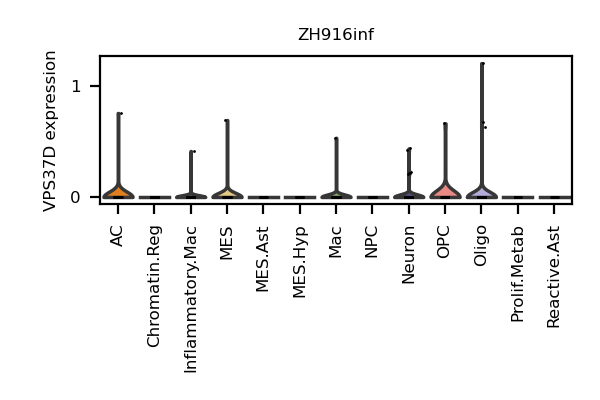 ZH916inf
VPS37D expression
1
0
AC
Chromatin.Reg
Inflammatory.Mac
MES
MES.Ast
MES.Hyp
Mac
NPC
Neuron
OPC
Oligo
Prolif.Metab
Reactive.Ast